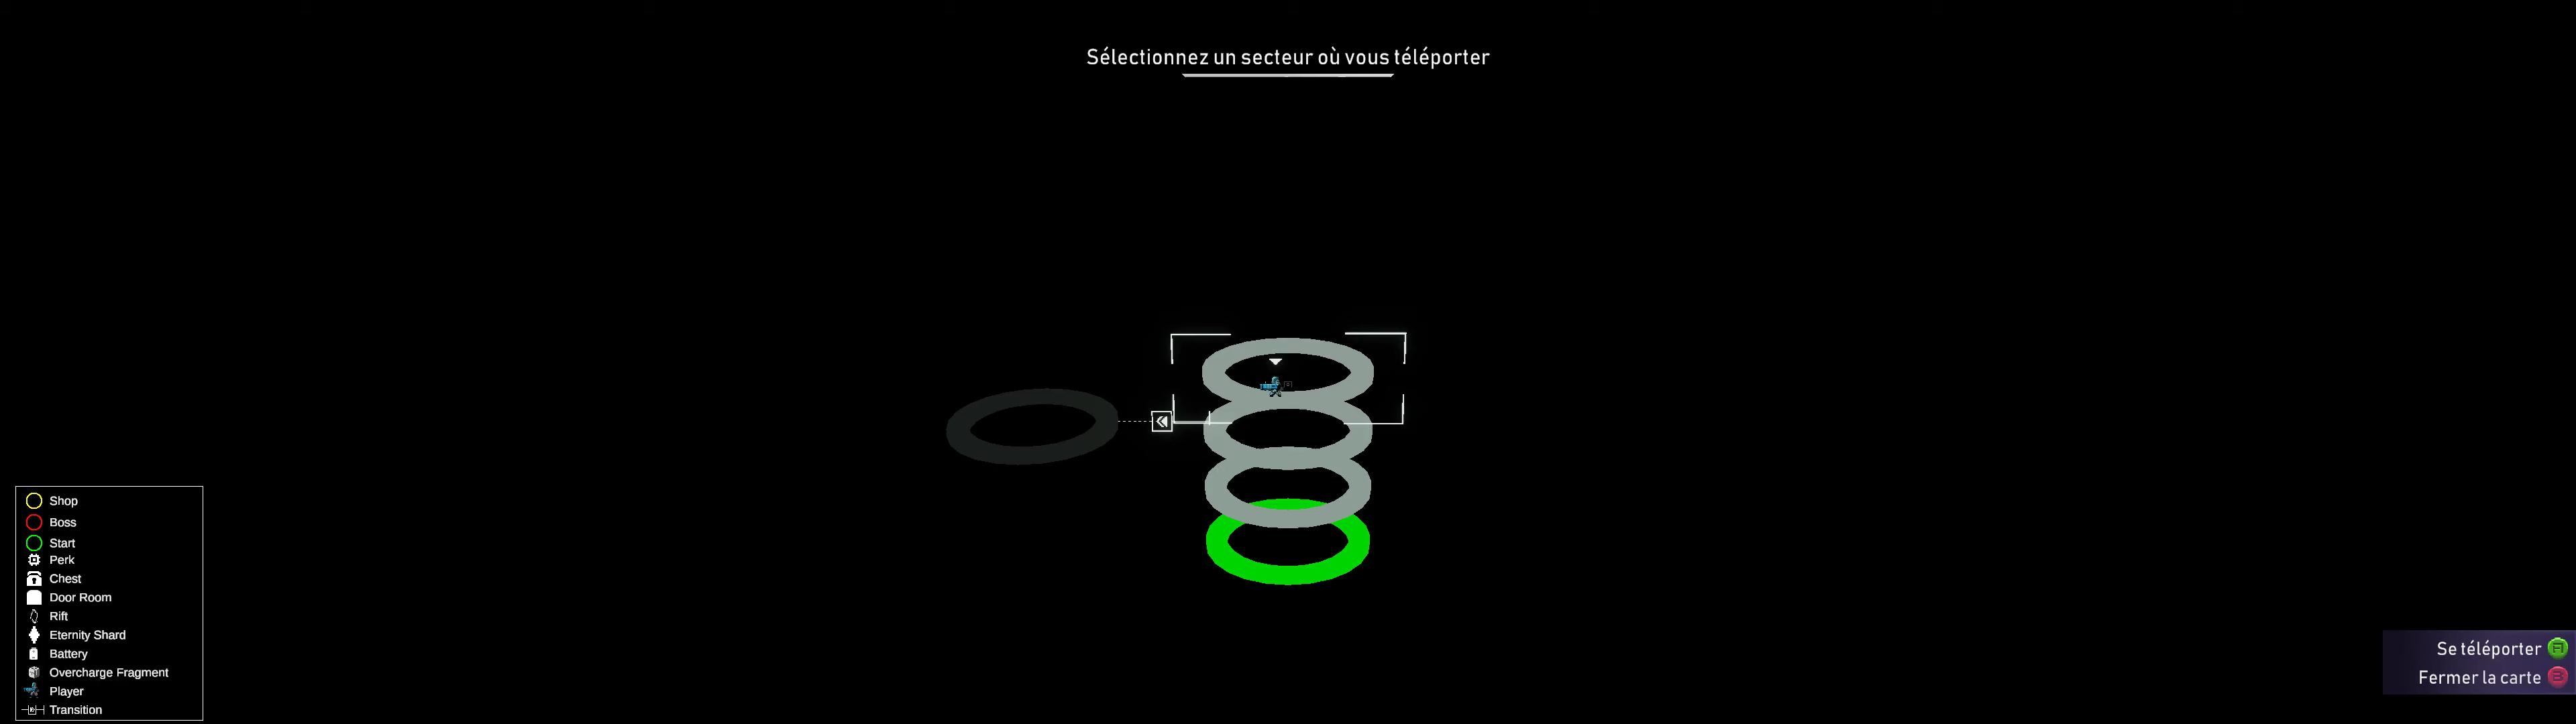 Sélectionnez un secteur où vous téléporter
Shop
Boss
Start
Perk
Chest
Door Room
Rift
Eternity Shard
Battery
Overcharge Fragment
Player
Transition
Se téléporter
Fermer la carte